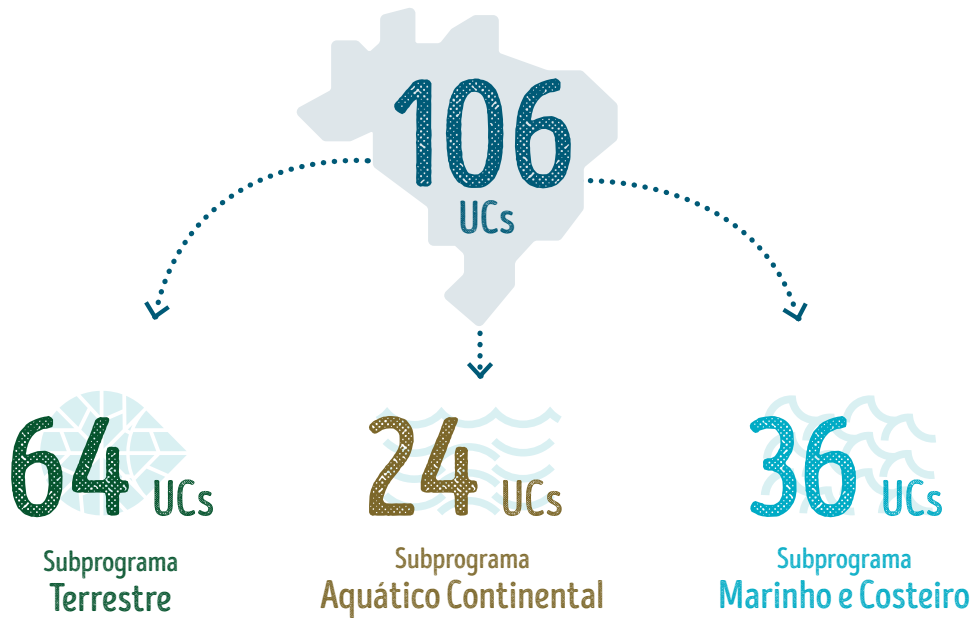 106
UCs
64 UCs
Subprograma
Terrestre
24 UCs
Subprograma
Aquático Continental
36 UCs
Subprograma
Marinho e Costeiro